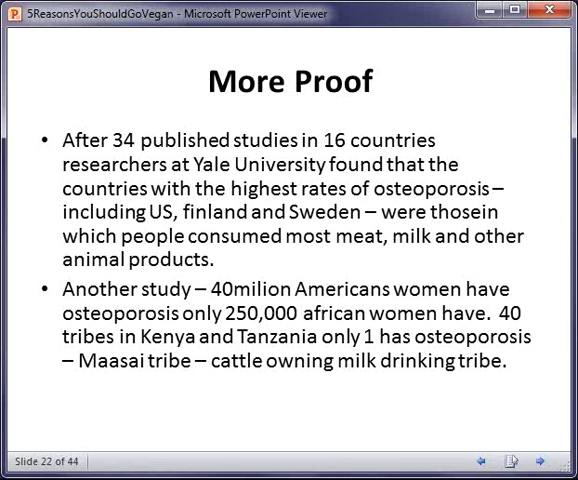 5ReasonsYouShouldGoVegan - Microsoft PowerPoint Viewer
More Proof
• After 34 published studies in 16 countries
researchers at Yale University found that the
countries with the highest rates of osteoporosis –
including US, finland and Sweden – were thosein
which people consumed most meat, milk and other
animal products.
• Another study – 40milion Americans women have
osteoporosis only 250,000 african women have.  40
tribes in Kenya and Tanzania only 1 has osteoporosis
– Maasai tribe – cattle owning milk drinking tribe.
Slide 22 of 44